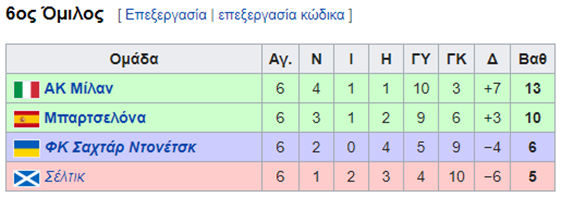 6ος Όμιλος [ Επεξεργασία | επεξεργασία κώδικα ]
Ομάδα Αγ. Ν Ι Η ΓΥ ΓΚ Δ Βαθ
ΑΚ Μίλαν 6 4 1 1 10 3 +7 13
Μπαρτσελόνα 6 3 1 2 9 6 +3 10
ΦΚ Σαχτάρ Ντονέτσκ 6 2 0 4 5 9 −4 6
Σέλτικ 6 1 2 3 4 10 −6 5